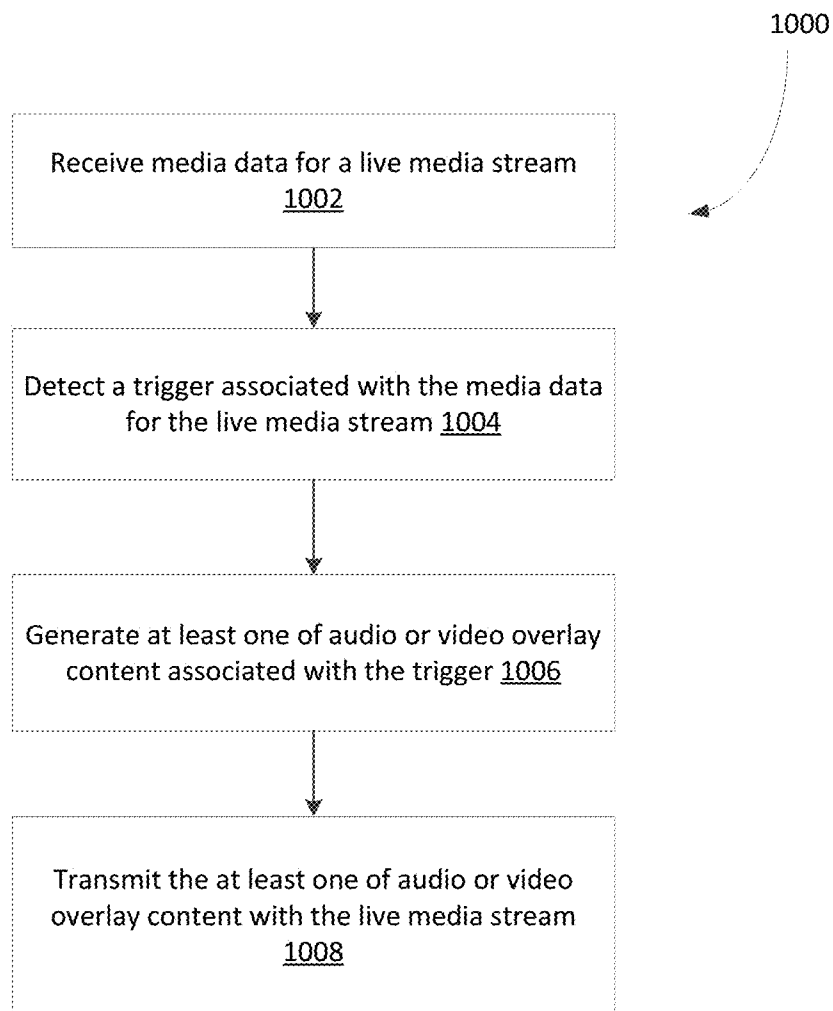 1000
Receive media data for a live media stream
1002
Detect a trigger associated with the media data
for the live media stream 1004
Generate at least one of audio or video overlay
content associated with the trigger 1006
Transmit the at least one of audio or video
overlay content with the live media stream
1008